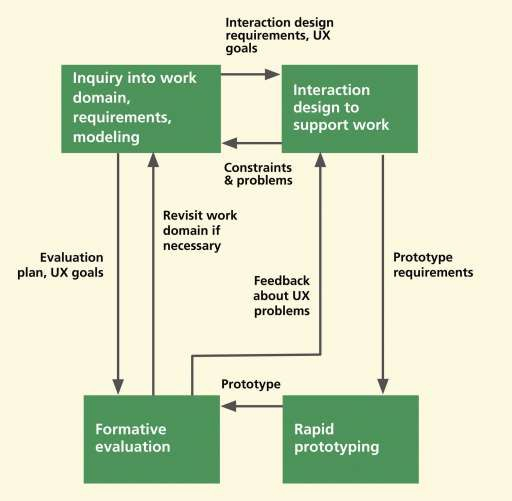 Interaction design
requirements, UX
goals
Inquiry into work
domain,
requirements,
modeling
Interaction
design to
support work
Constraints
& problems
Revisit work
domain if
necessary
Evaluation
plan, UX goals
Feedback
about UX
problems
Prototype
requirements
Prototype
Formative
evaluation
Rapid
prototyping